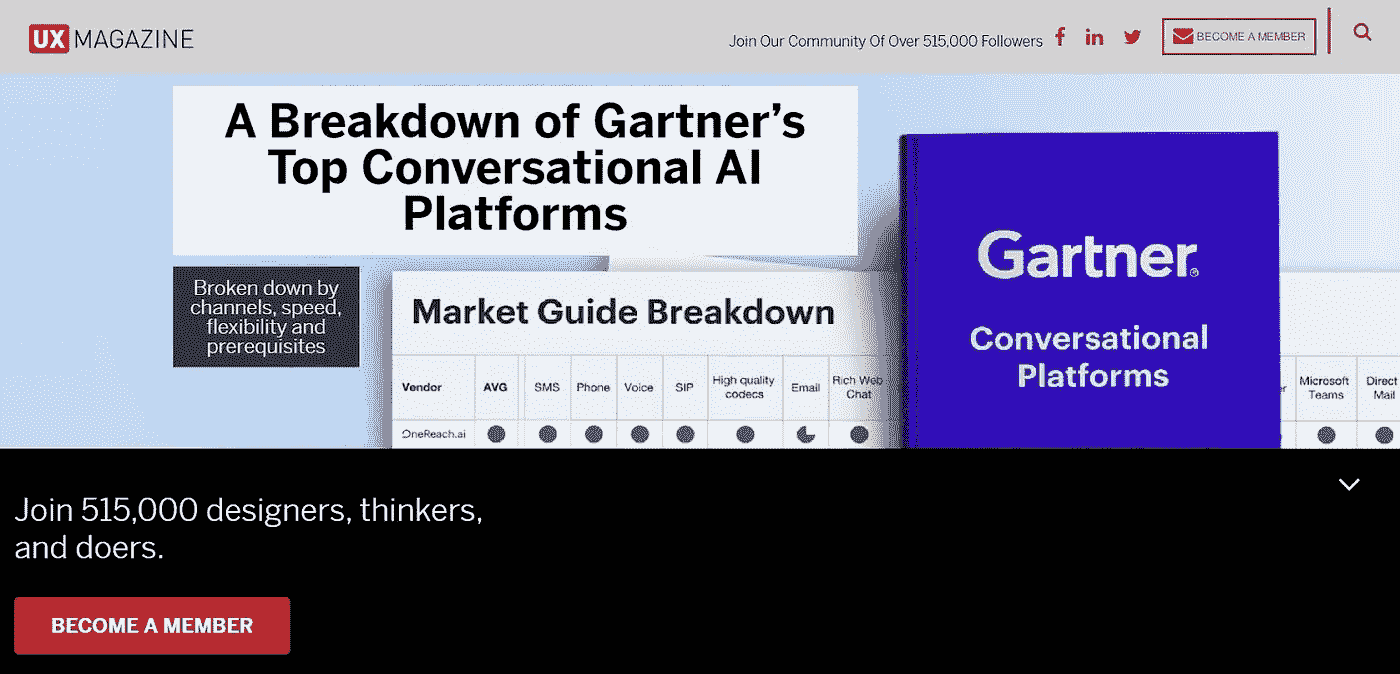 UX MAGAZINE
Join Our Community Of Over 515,000 Followers
BECOME A MEMBER
A Breakdown of Gartner's
Top Conversational AI
Platforms
Broken down by
channels, speed,
flexibility and
prerequisites
Market Guide Breakdown
Vendor AVG SMS Phone Voice SIP High quality codecs Email Rich Web Chat
OneReach.ai
Gartner®
Conversational
Platforms
Microsoft Teams Direct Mail
Join 515,000 designers, thinkers,
and doers.
BECOME A MEMBER